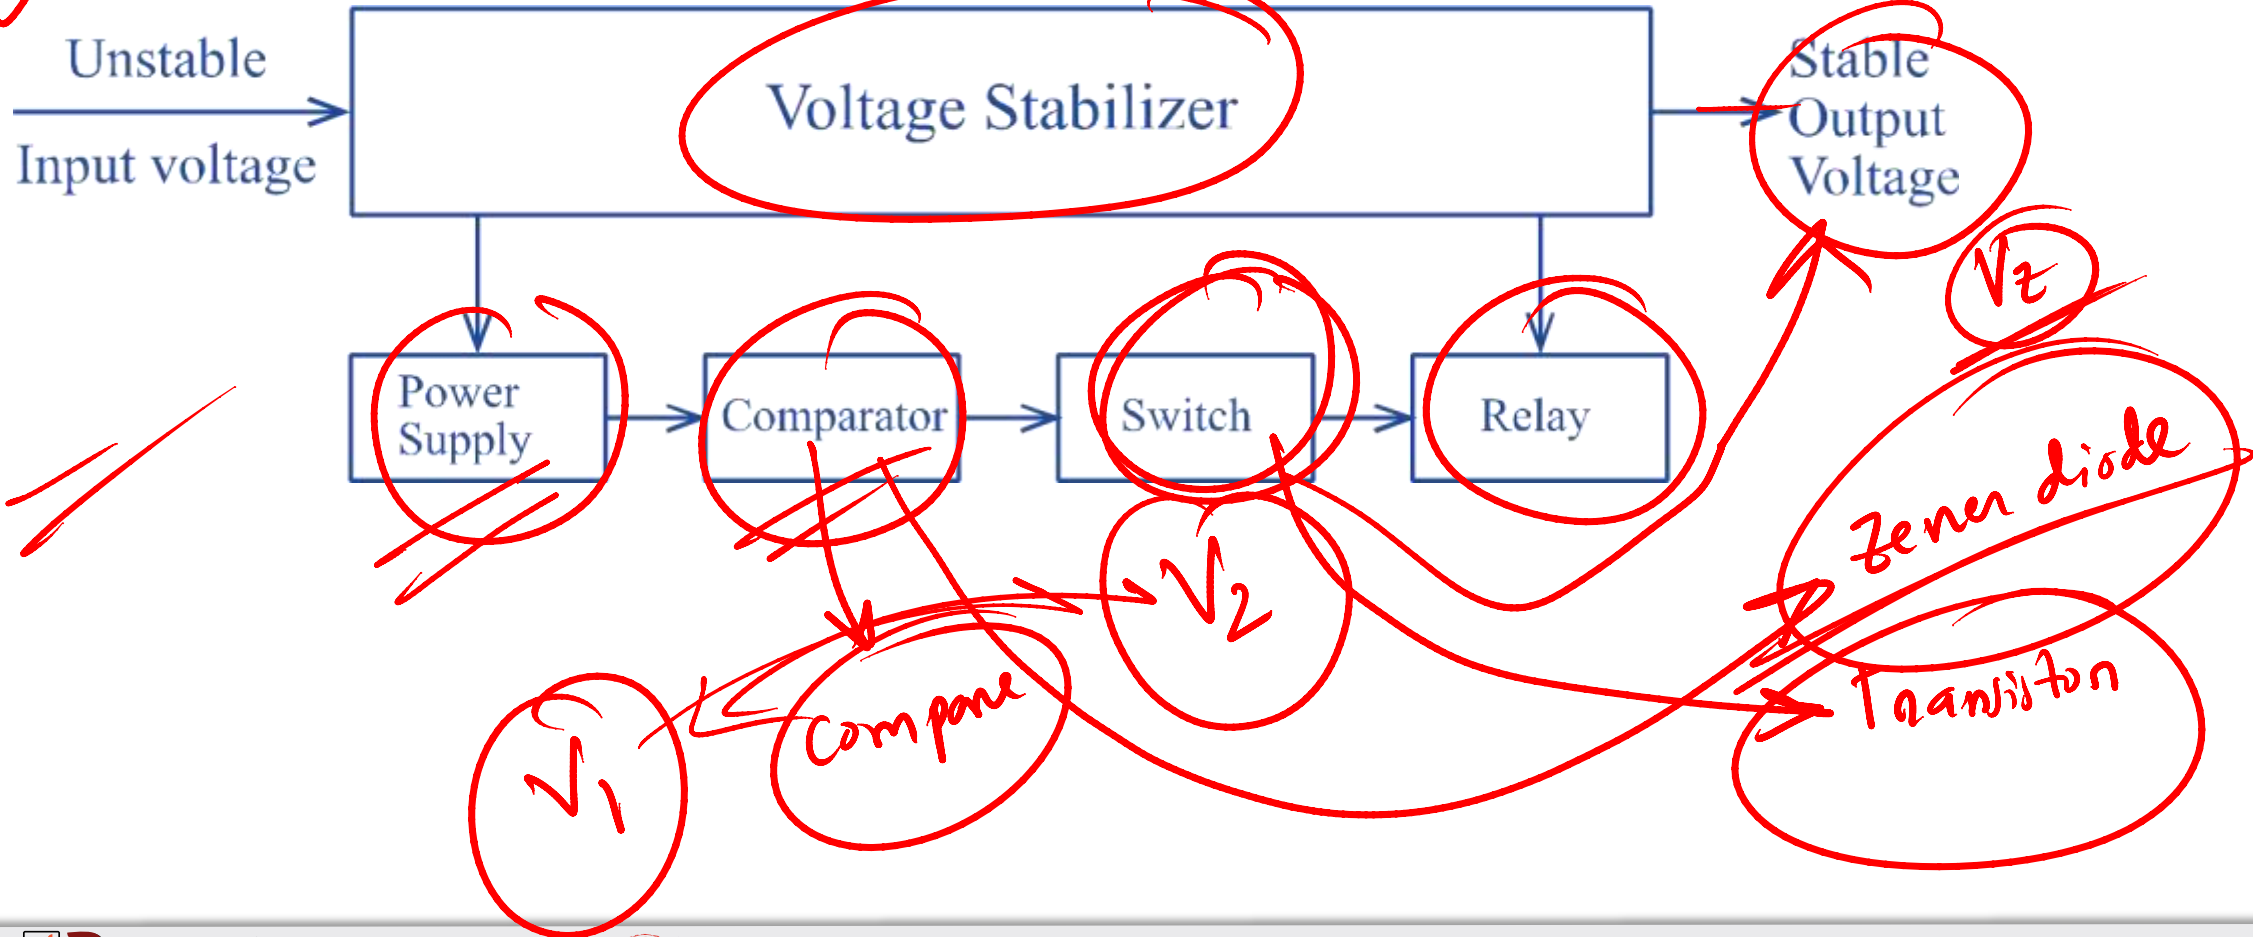 Unstable
Input voltage
Voltage Stabilizer
Stable
Output
Voltage
Vz
Power
Supply
Comparator
Switch
Relay
Zener diode
V2
Transistor
Compare
V1